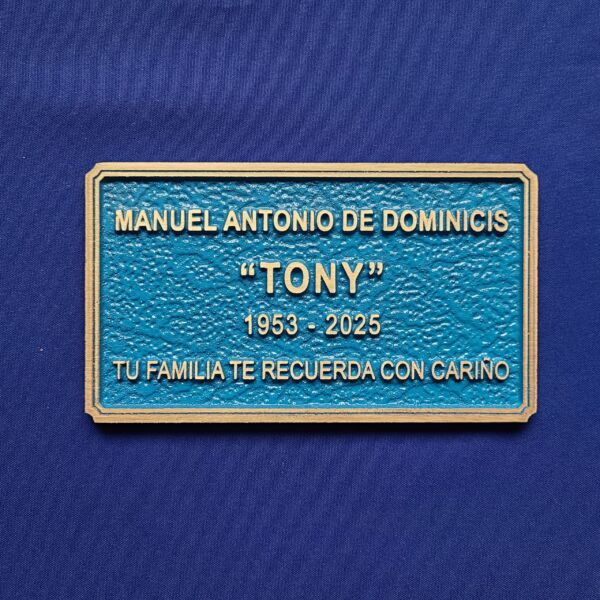 MANUEL ANTONIO DE DOMINICIS
“TONY”
1953 - 2025
TU FAMILIA TE RECUERDA CON CARIÑO